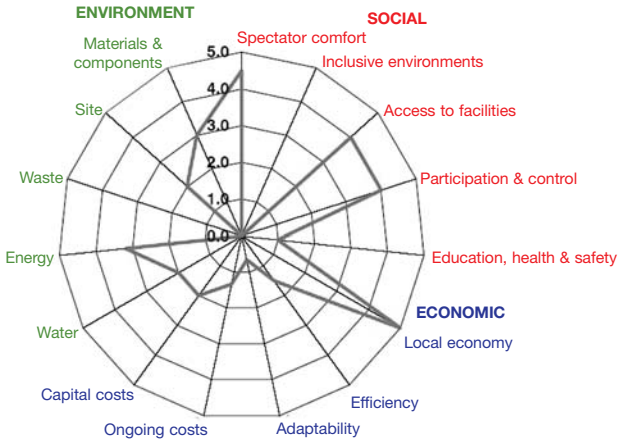 ENVIRONMENT
SOCIAL
Materials &
components
5.0
Spectator comfort
Inclusive environments
4.0
Site
Access to facilities
3.0
Waste
2.0
Participation & control
1.0
0.0
Energy
Education, health & safety
ECONOMIC
Water
Local economy
Capital costs
Efficiency
Ongoing costs
Adaptability